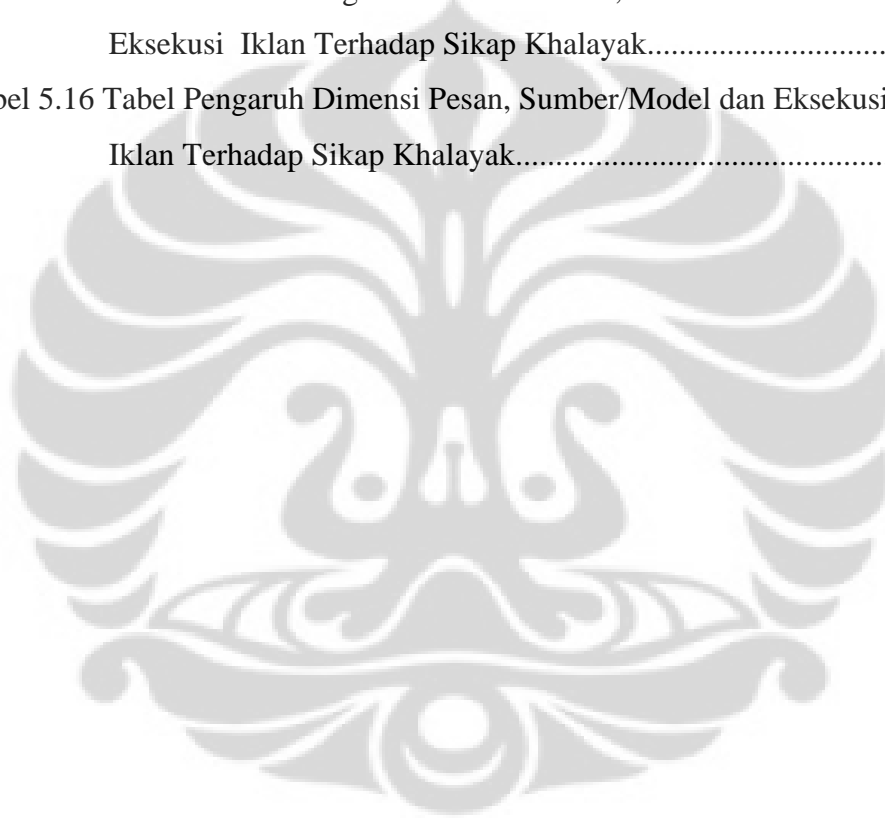 Eksekusi Iklan Terhadap Sikap Khalayak................................
5.16 Tabel Pengaruh Dimensi Pesan, Sumber/Model dan Eksekusi
Iklan Terhadap Sikap Khalayak................................................